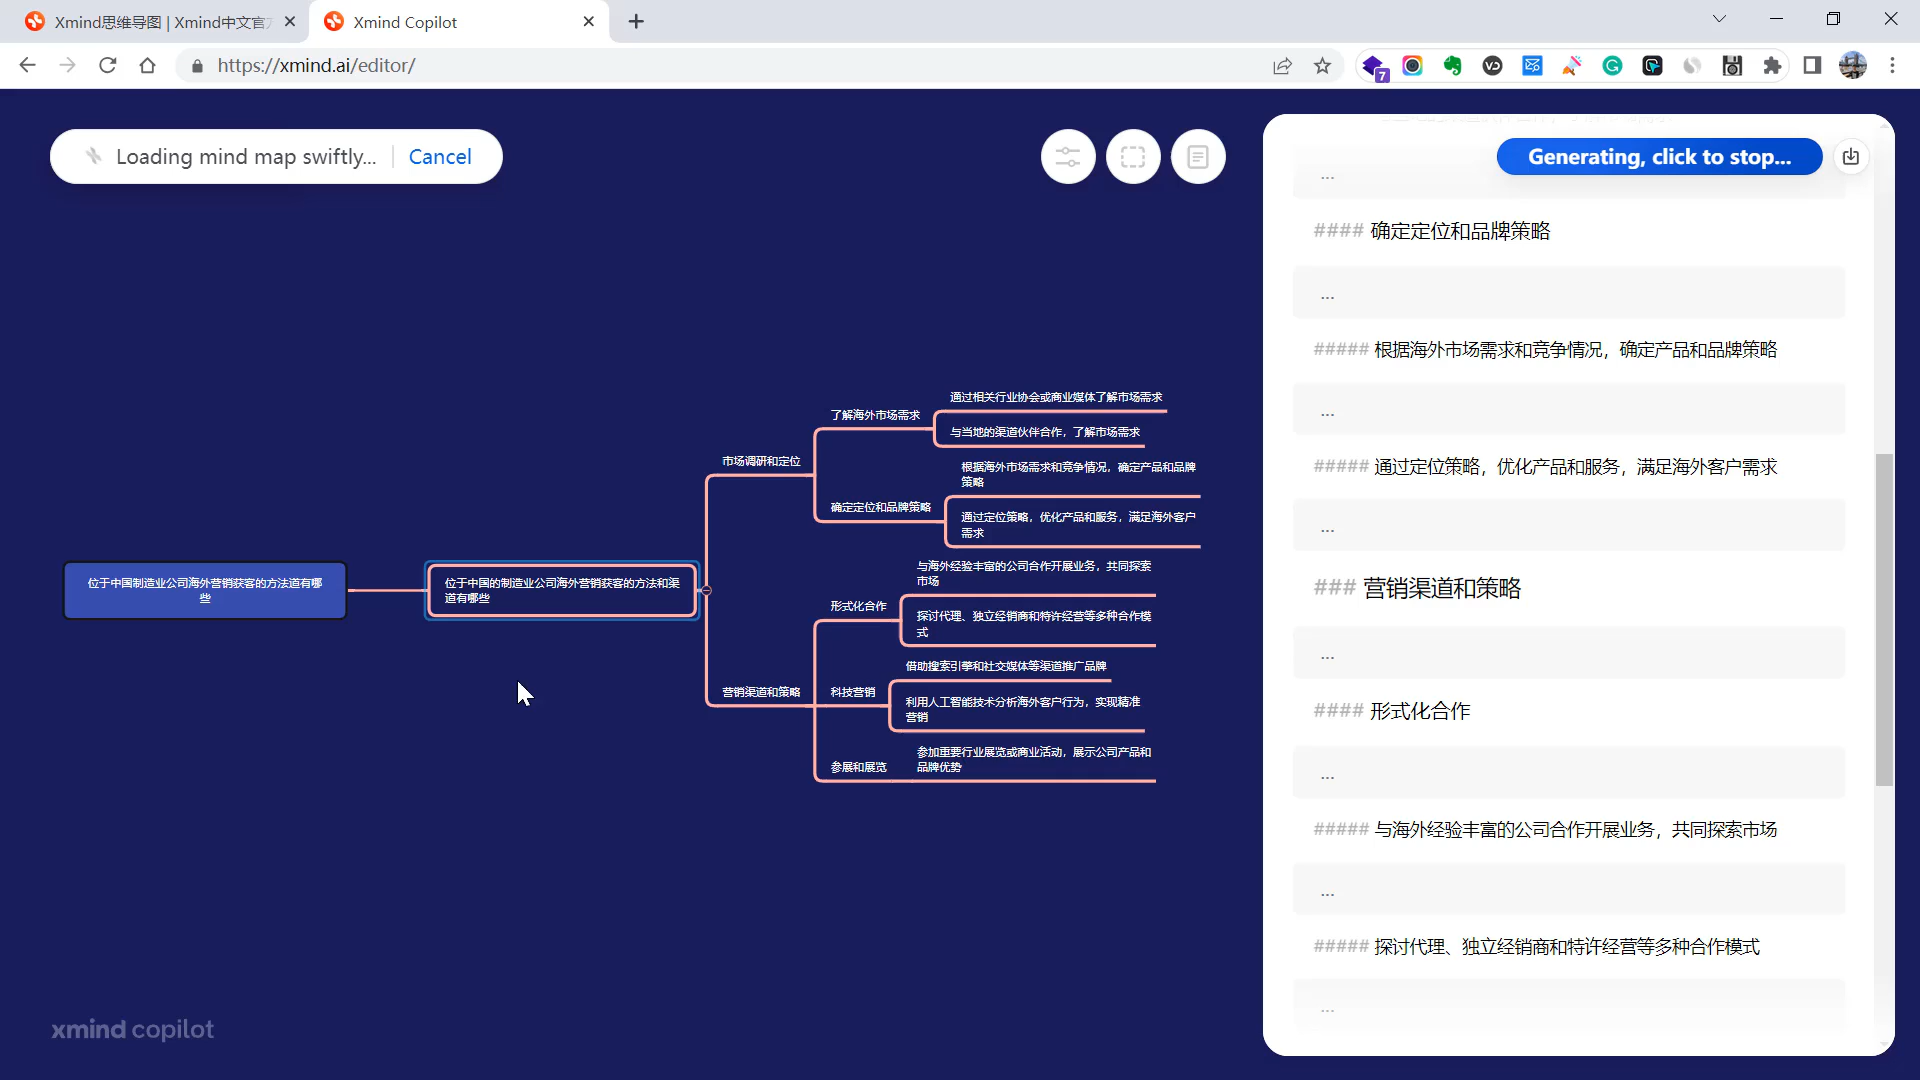 Xmind思维导图 | Xmind中文官
Xmind Copilot
https://xmind.ai/editor/
7
Loading mind map swiftly...
Cancel
Generating, click to stop...
位于中国制造业公司海外营销获客的方法道有哪
些
位于中国的制造业公司海外营销获客的方法和渠
道有哪些
市场调研和定位
了解海外市场需求
通过相关行业协会或商业媒体了解市场需求
与当地的渠道伙伴合作，了解市场需求
确定定位和品牌策略
根据海外市场需求和竞争情况，确定产品和品牌
策略
通过定位策略，优化产品和服务，满足海外客户
需求
营销渠道和策略
形式化合作
与海外经验丰富的公司合作开展业务，共同探索
市场
探讨代理、独立经销商和特许经营等多种合作模
式
科技营销
借助搜索引擎和社交媒体等渠道推广品牌
利用人工智能技术分析海外客户行为，实现精准
营销
参展和展览
参加重要行业展览或商业活动，展示公司产品和
品牌优势
...
#### 确定定位和品牌策略
...
##### 根据海外市场需求和竞争情况，确定产品和品牌策略
...
##### 通过定位策略，优化产品和服务，满足海外客户需求
...
### 营销渠道和策略
...
#### 形式化合作
...
##### 与海外经验丰富的公司合作开展业务，共同探索市场
...
##### 探讨代理、独立经销商和特许经营等多种合作模式
...
xmind copilot